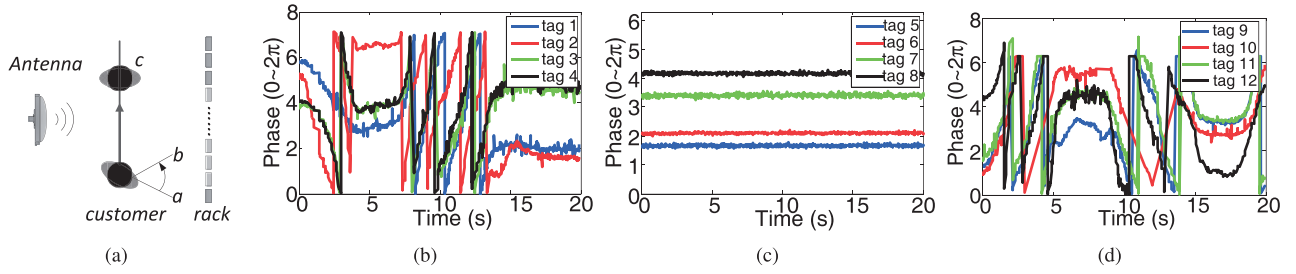 Antenna
c
b
a
customer
rack
(a)
Phase (0~2π)
8
6
4
2
0
0
5
10
15
20
Time (s)
tag 1
tag 2
tag 3
tag 4
(b)
Phase (0~2π)
6
5
4
3
2
1
0
0
5
10
15
20
Time (s)
tag 5
tag 6
tag 7
tag 8
(c)
Phase (0~2π)
8
6
4
2
0
0
5
10
15
20
Time (s)
tag 9
tag 10
tag 11
tag 12
(d)